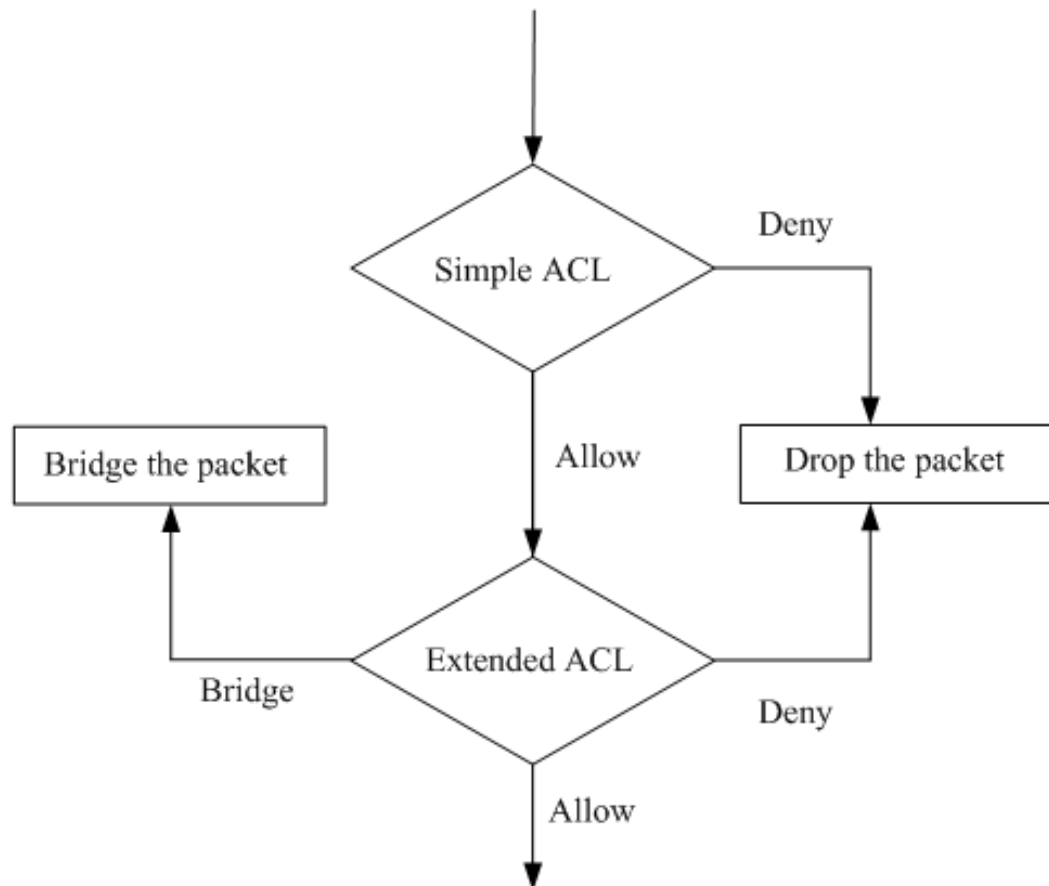 Deny
Simple ACL
Allow
Bridge the packet
Drop the packet
Extended ACL
Bridge
Deny
Allow